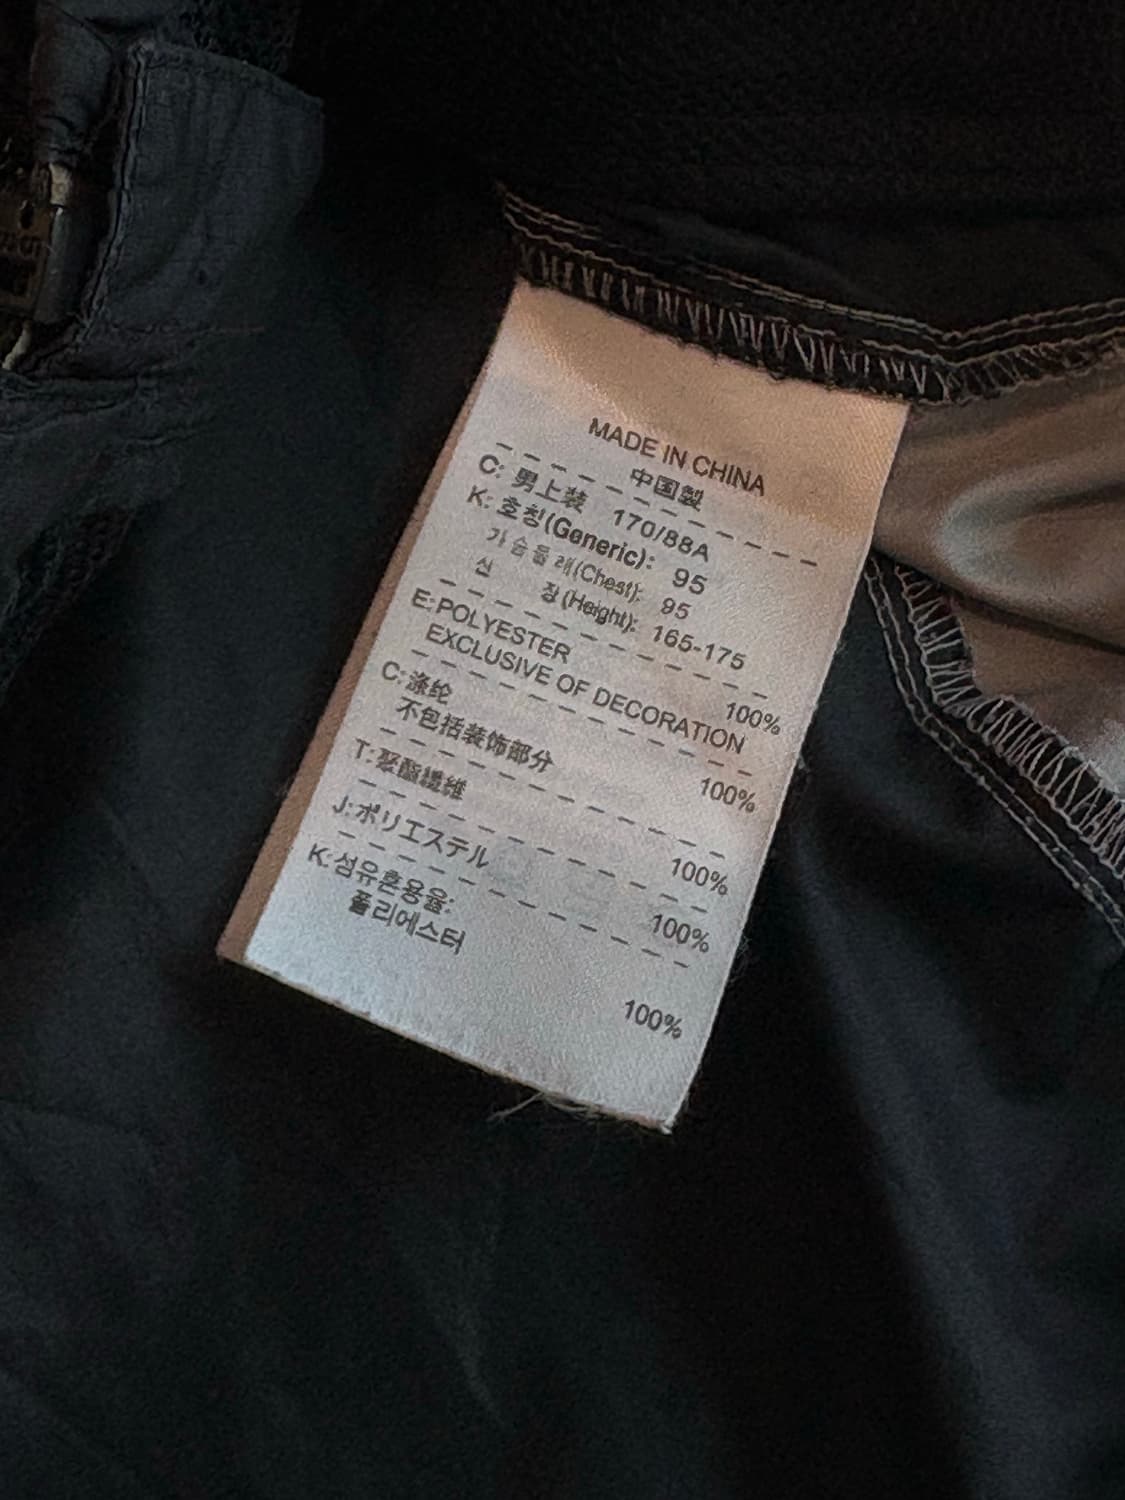 MADE IN CHINA
中国製
C: 男上装 170/88A
K: 호칭(Generic): 95
가슴둘레(Chest): 95
신 장(Height): 165-175
E:POLYESTER 100%
EXCLUSIVE OF DECORATION
C:涤纶 100%
不包括装饰部分
T:聚酯纖維 100%
J:ポリエステル 100%
K:섬유혼용율:
폴리에스터 100%